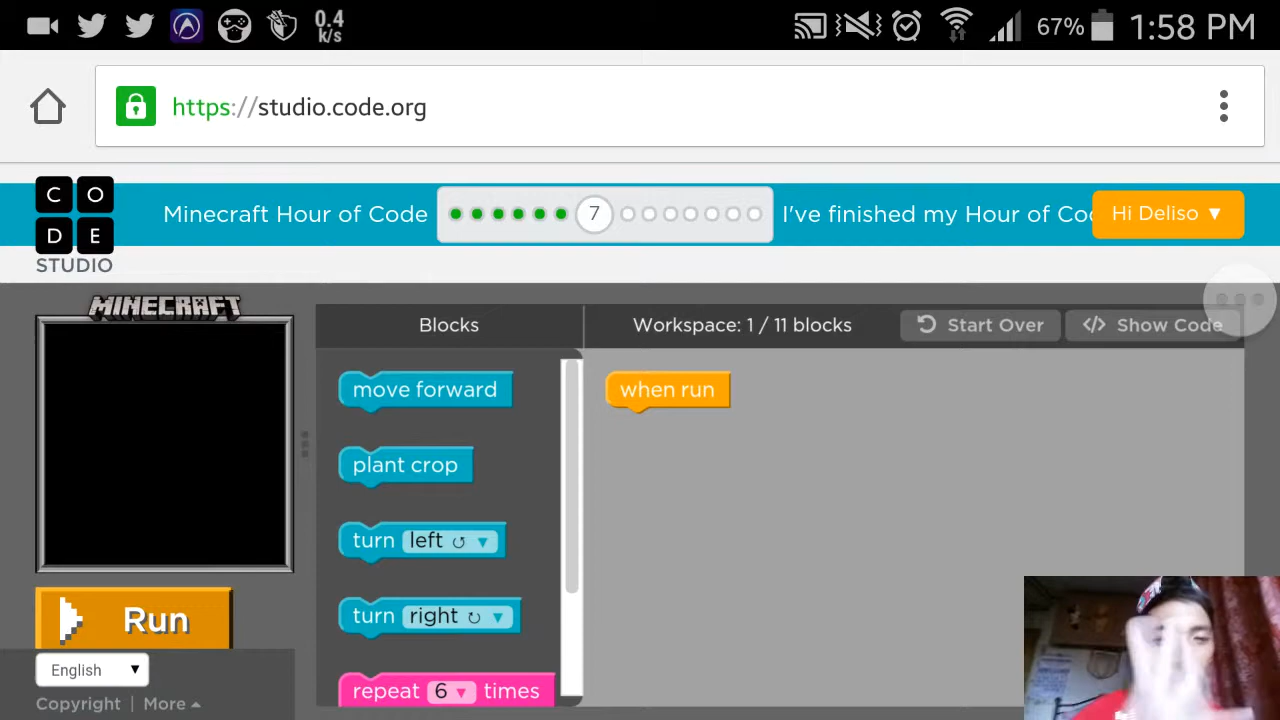 0.4
k/s
67%
1:58 PM
https://studio.code.org
C O
D E
STUDIO
Minecraft Hour of Code
7
I've finished my Hour of Co
Hi Deliso ▼
MINECRAFT
Blocks
Workspace: 1 / 11 blocks
Start Over
</> Show Code
move forward
when run
plant crop
turn left ↺ ▼
turn right ↻ ▼
repeat 6 ▼ times
Run
English ▼
Copyright | More ▲